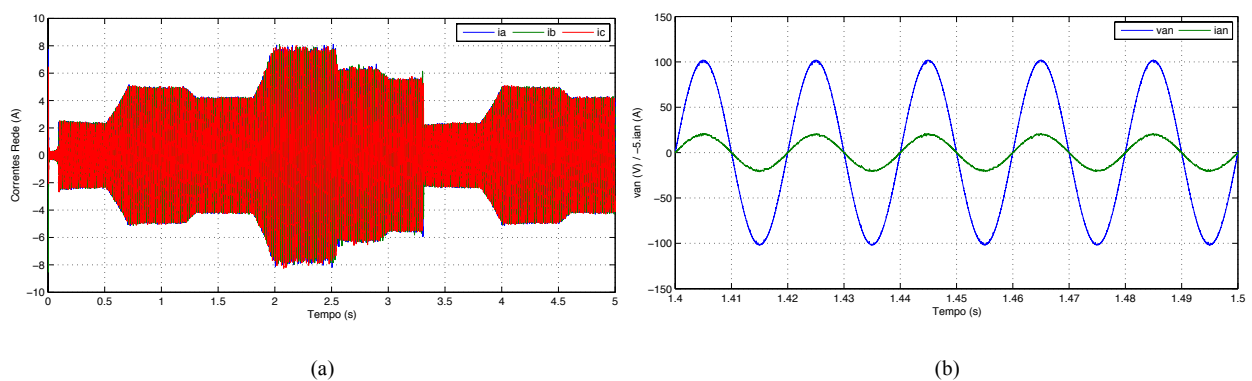 ia ib ic
Correntes Rede (A)
10
8
6
4
2
0
−2
−4
−6
−8
−10
0 0.5 1 1.5 2 2.5 3 3.5 4 4.5 5
Tempo (s)
(a)
van ian
van (V) / −5.ian (A)
150
100
50
0
−50
−100
−150
1.4 1.41 1.42 1.43 1.44 1.45 1.46 1.47 1.48 1.49 1.5
Tempo (s)
(b)